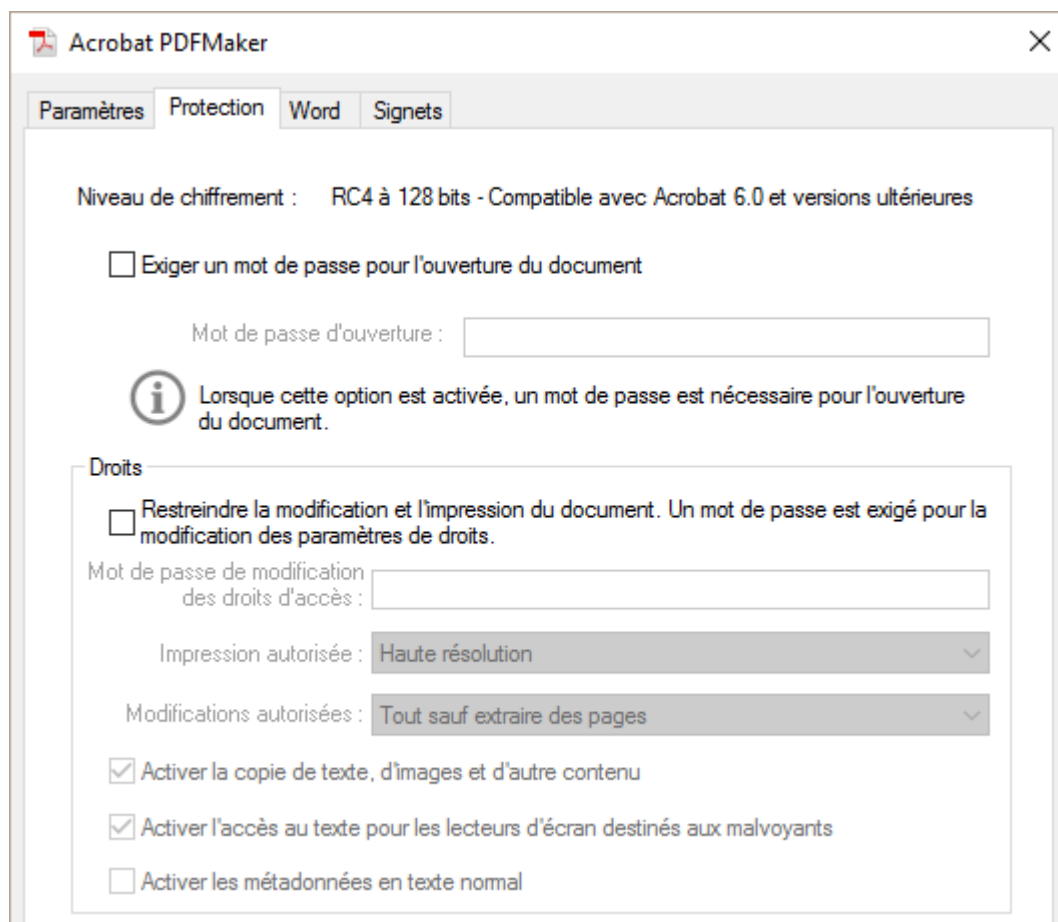 Acrobat PDFMaker
Paramètres Protection Word Signets
Niveau de chiffrement : RC4 à 128 bits - Compatible avec Acrobat 6.0 et versions ultérieures
Exiger un mot de passe pour l'ouverture du document
Mot de passe d'ouverture :
Lorsque cette option est activée, un mot de passe est nécessaire pour l'ouverture
du document.
Droits
Restreindre la modification et l'impression du document. Un mot de passe est exigé pour la
modification des paramètres de droits.
Mot de passe de modification
des droits d'accès :
Impression autorisée : Haute résolution
Modifications autorisées : Tout sauf extraire des pages
Activer la copie de texte, d'images et d'autre contenu
Activer l'accès au texte pour les lecteurs d'écran destinés aux malvoyants
Activer les métadonnées en texte normal